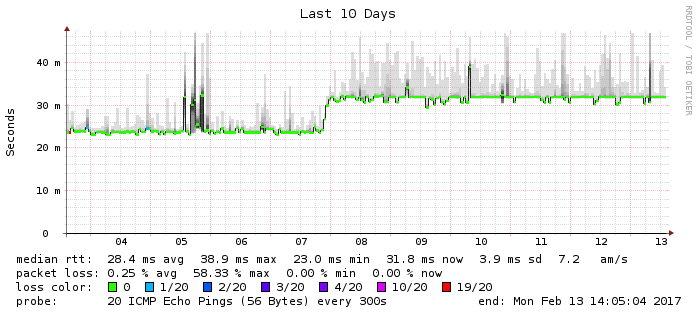 Last 10 Days
RRDTOOL / TOBI OETIKER
Seconds
40 m
30 m
20 m
10 m
0
04 05 06 07 08 09 10 11 12 13
median rtt: 28.4 ms avg 38.9 ms max 23.0 ms min 31.8 ms now 3.9 ms sd 7.2 am/s
packet loss: 0.25 % avg 58.33 % max 0.00 % min 0.00 % now
loss color: 0 1/20 2/20 3/20 4/20 10/20 19/20
probe: 20 ICMP Echo Pings (56 Bytes) every 300s end: Mon Feb 13 14:05:04 2017